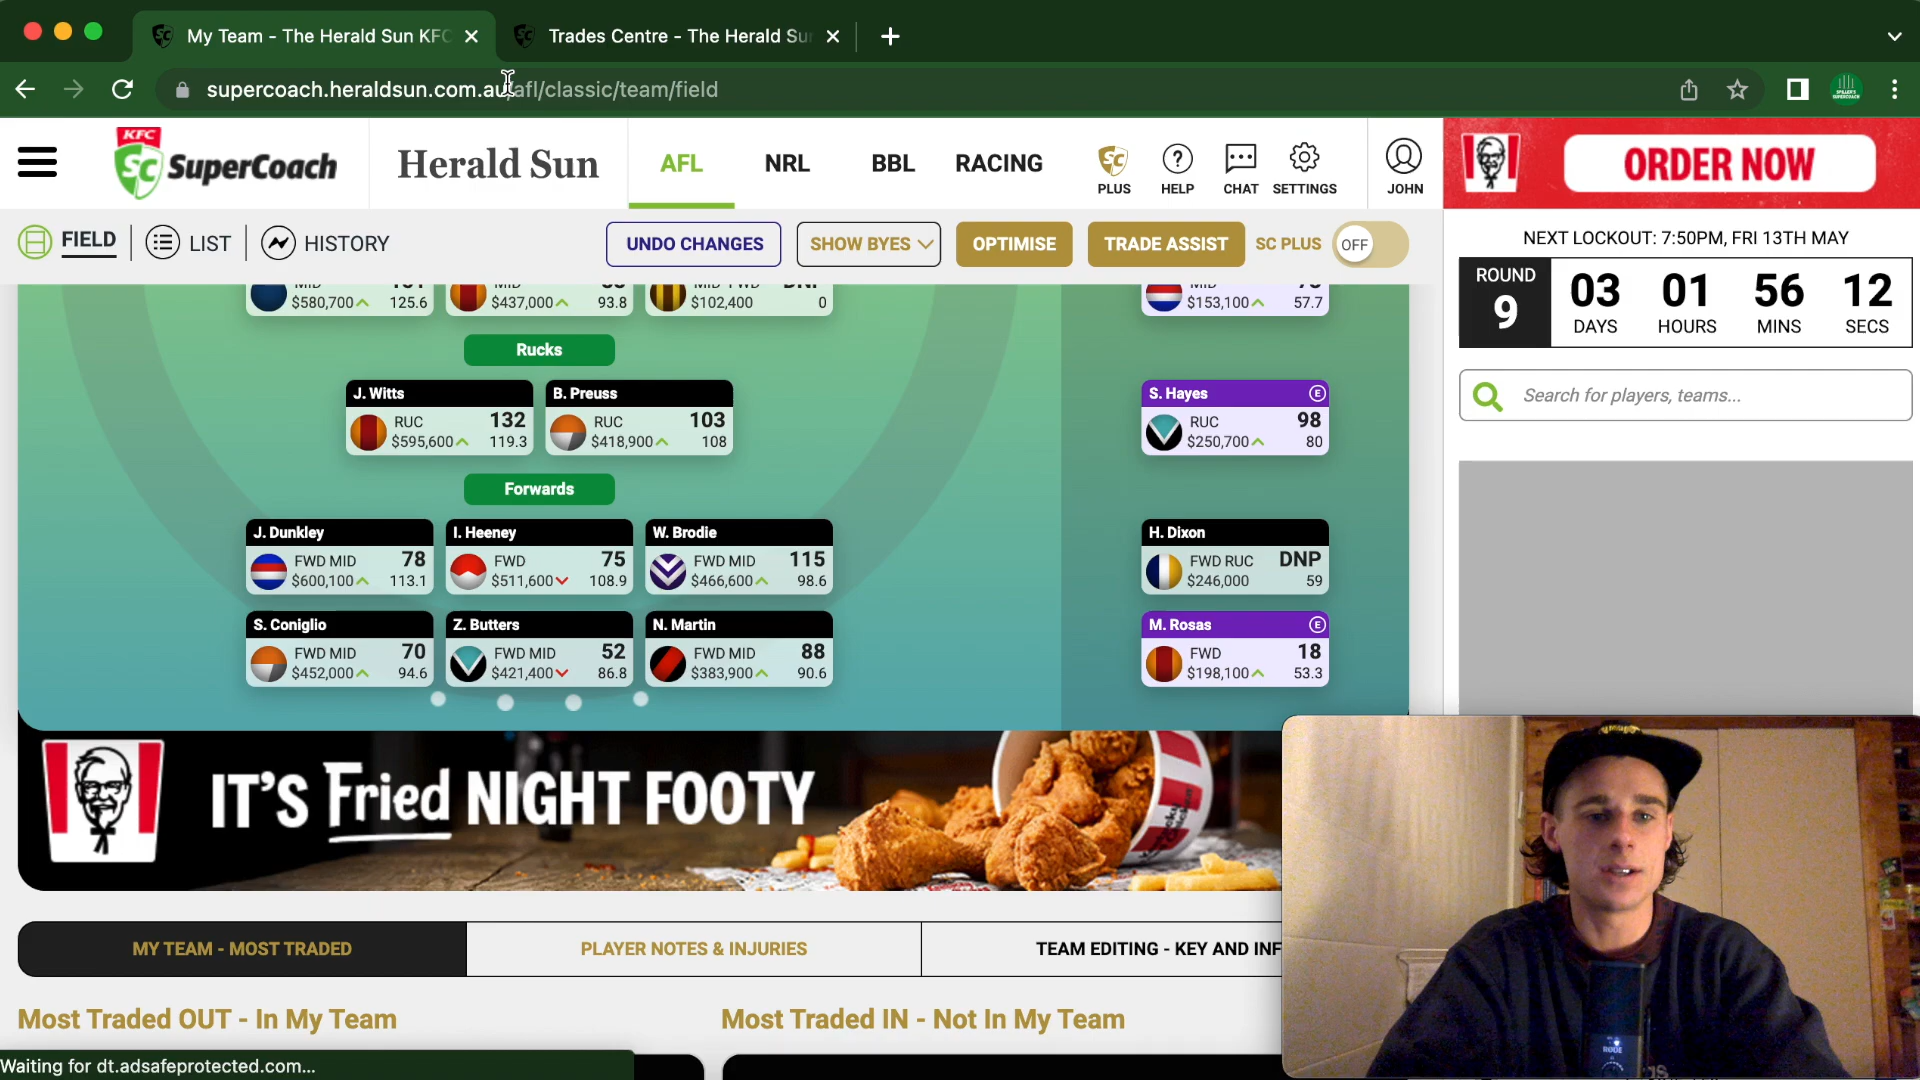 My Team - The Herald Sun KFC
Trades Centre - The Herald Sun
supercoach.heraldsun.com.au/afl/classic/team/field
KFC
SC SuperCoach
Herald Sun
AFL
NRL
BBL
RACING
SC
PLUS
HELP
CHAT
SETTINGS
JOHN
ORDER NOW
FIELD
LIST
HISTORY
UNDO CHANGES
SHOW BYES
OPTIMISE
TRADE ASSIST
SC PLUS
OFF
NEXT LOCKOUT: 7:50PM, FRI 13TH MAY
ROUND
9
03
DAYS
01
HOURS
56
MINS
12
SECS
Search for players, teams...
$580,700 125.6
$437,000 93.8
$102,400 0
$153,100 57.7
Rucks
J. Witts
RUC 132
$595,600 119.3
B. Preuss
RUC 103
$418,900 108
S. Hayes E
RUC 98
$250,700 80
Forwards
J. Dunkley
FWD MID 78
$600,100 113.1
I. Heeney
FWD 75
$511,600 108.9
W. Brodie
FWD MID 115
$466,600 98.6
H. Dixon
FWD RUC DNP
$246,000 59
S. Coniglio
FWD MID 70
$452,000 94.6
Z. Butters
FWD MID 52
$421,400 86.8
N. Martin
FWD MID 88
$383,900 90.6
M. Rosas E
FWD 18
$198,100 53.3
IT'S Fried NIGHT FOOTY
MY TEAM - MOST TRADED
PLAYER NOTES & INJURIES
TEAM EDITING - KEY AND INF
Most Traded OUT - In My Team
Most Traded IN - Not In My Team
Waiting for dt.adsafeprotected.com...
RØDE